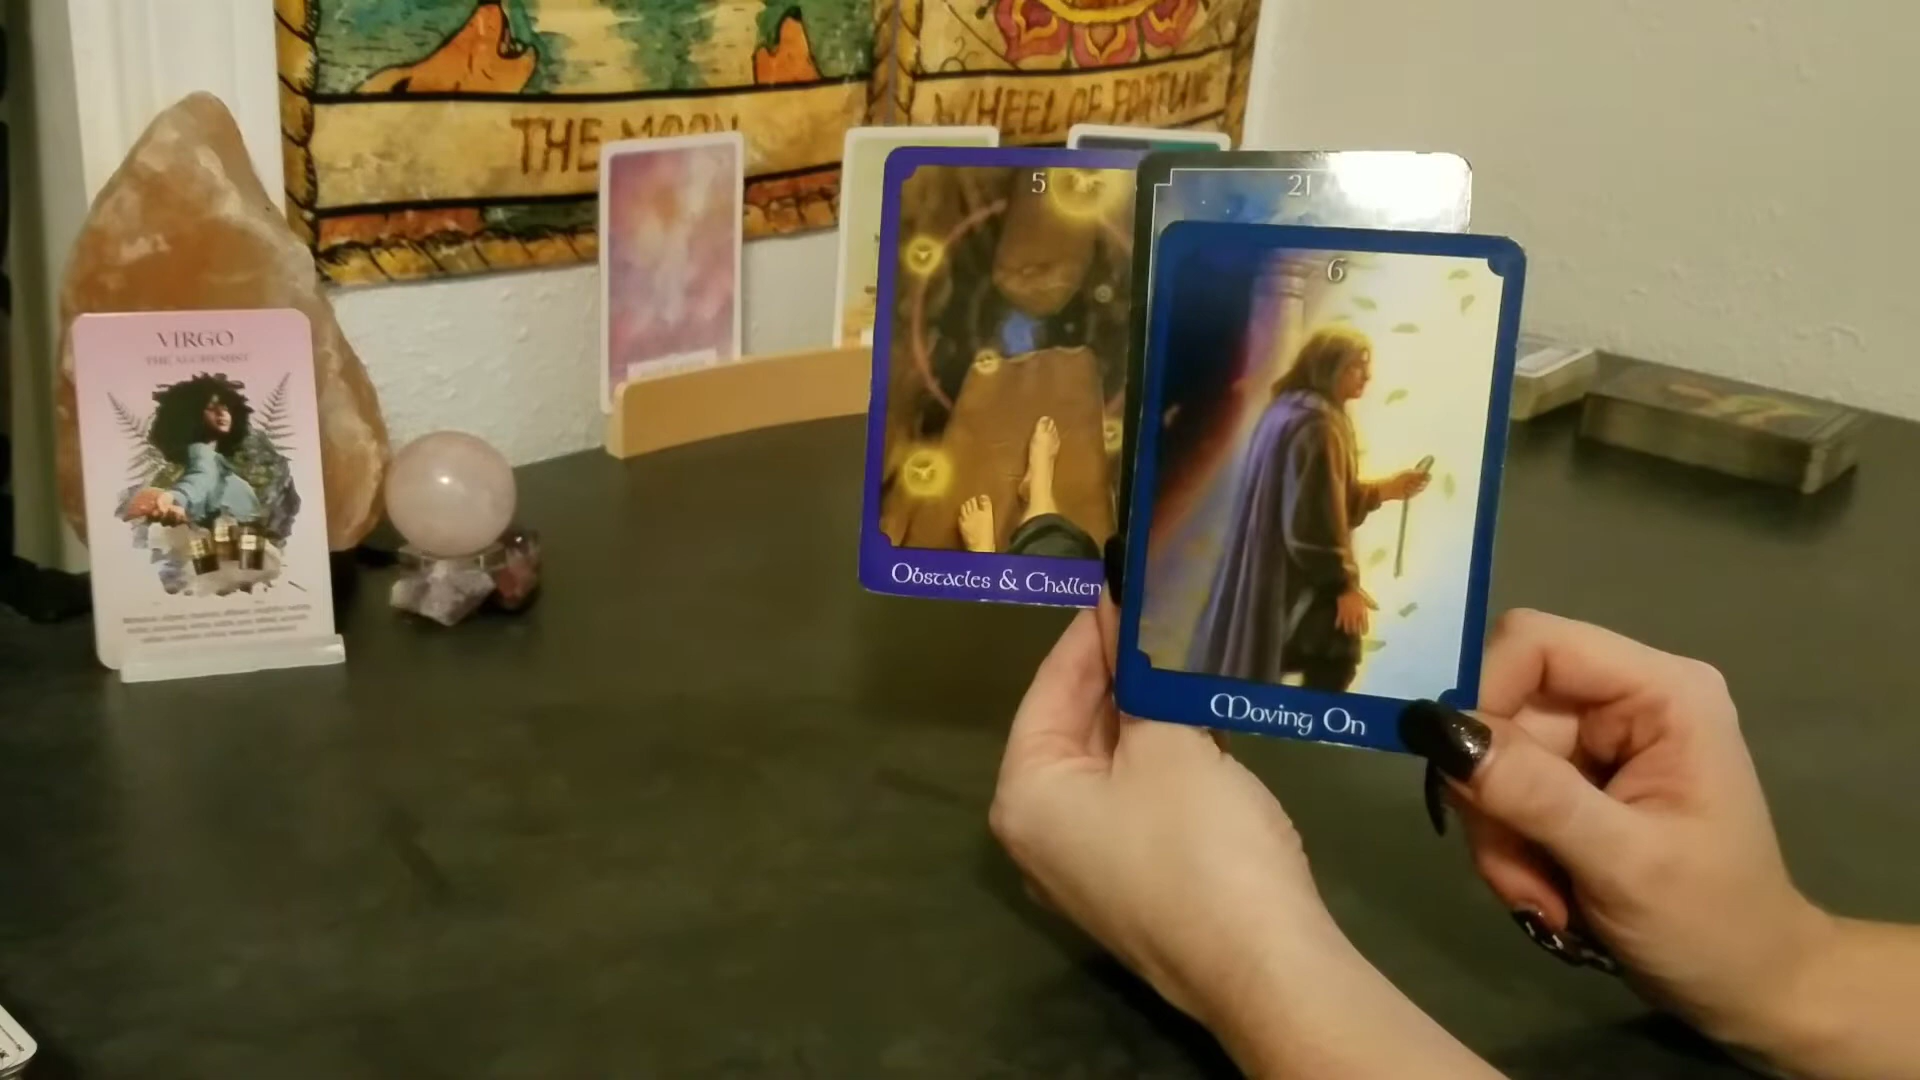 THE MOON
WHEEL OF FORTUNE
VIRGO
THE ALCHEMIST
5
Obstacles & Challen
21
6
Moving On